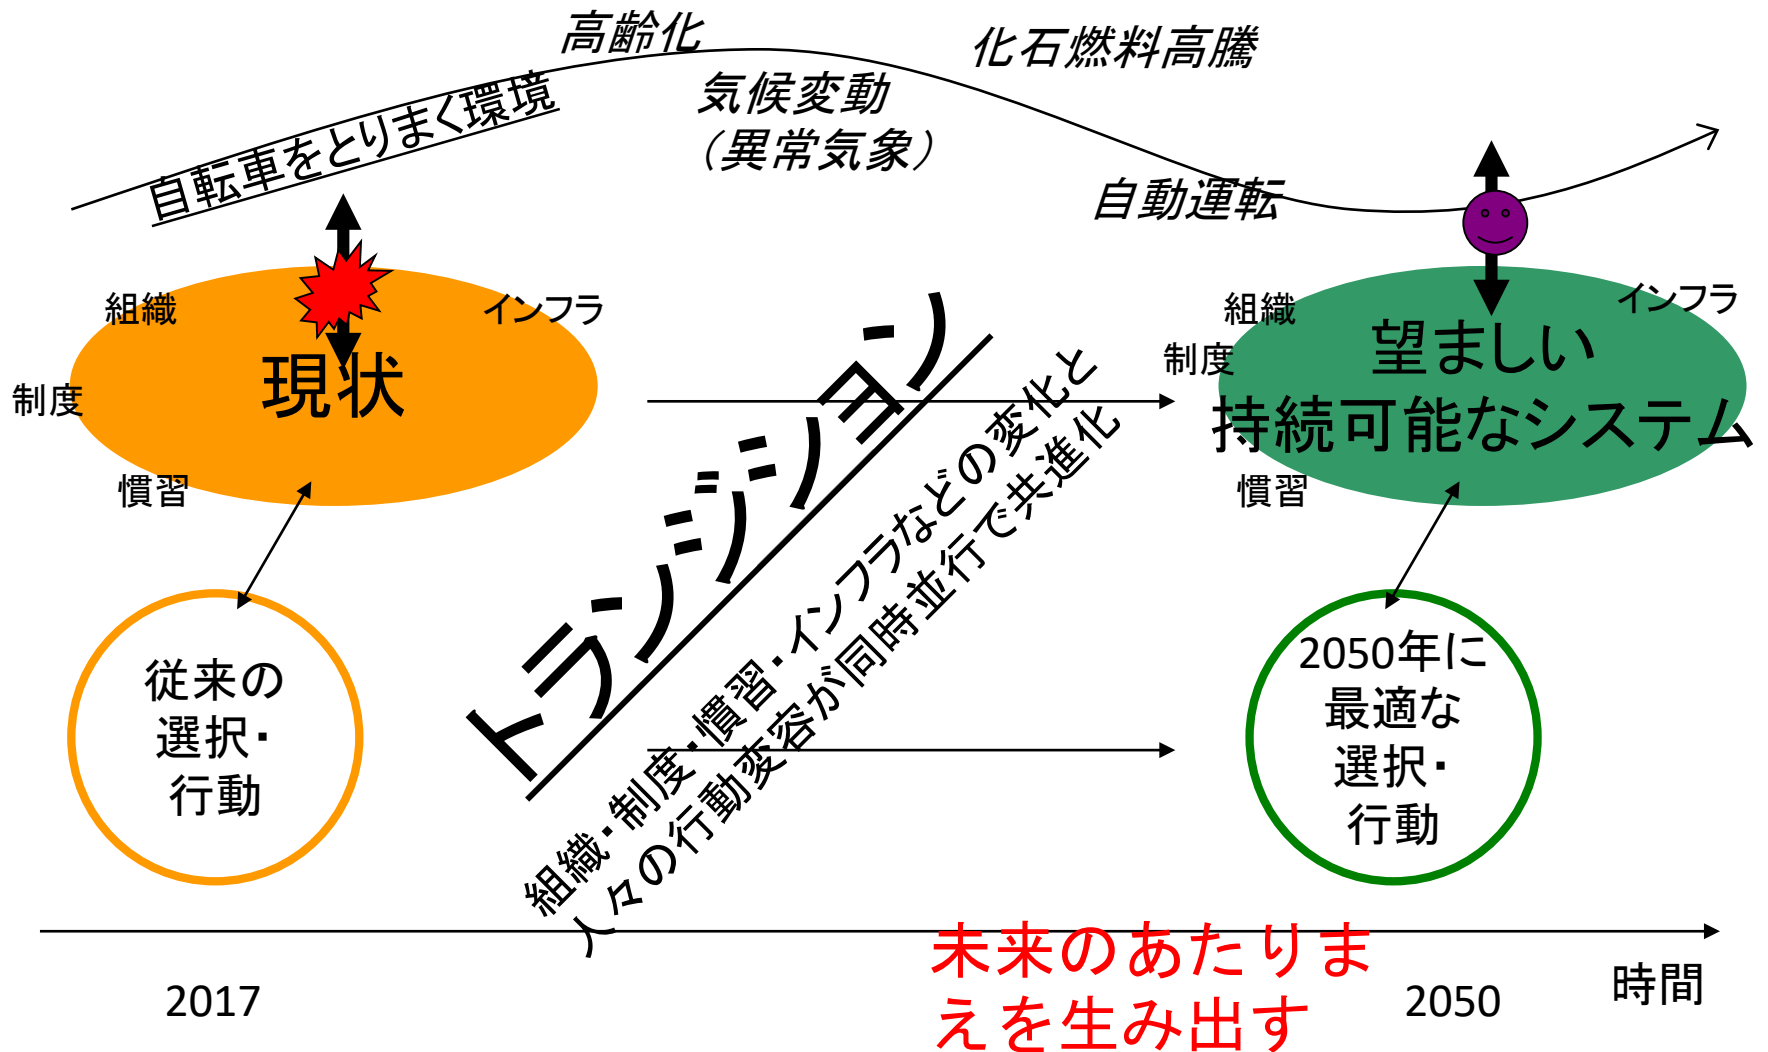 高齢化
化石燃料高騰
自転車をとりまく環境
気候変動
（異常気象）
自動運転
組織
インフラ
現状
制度
慣習
トランジション
組織・制度・慣習・インフラなどの変化と
人々の行動変容が同時並行で共進化
組織
インフラ
制度
望ましい
持続可能なシステム
慣習
従来の
選択・
行動
2050年に
最適な
選択・
行動
未来のあたりま
えを生み出す
2017
2050
時間